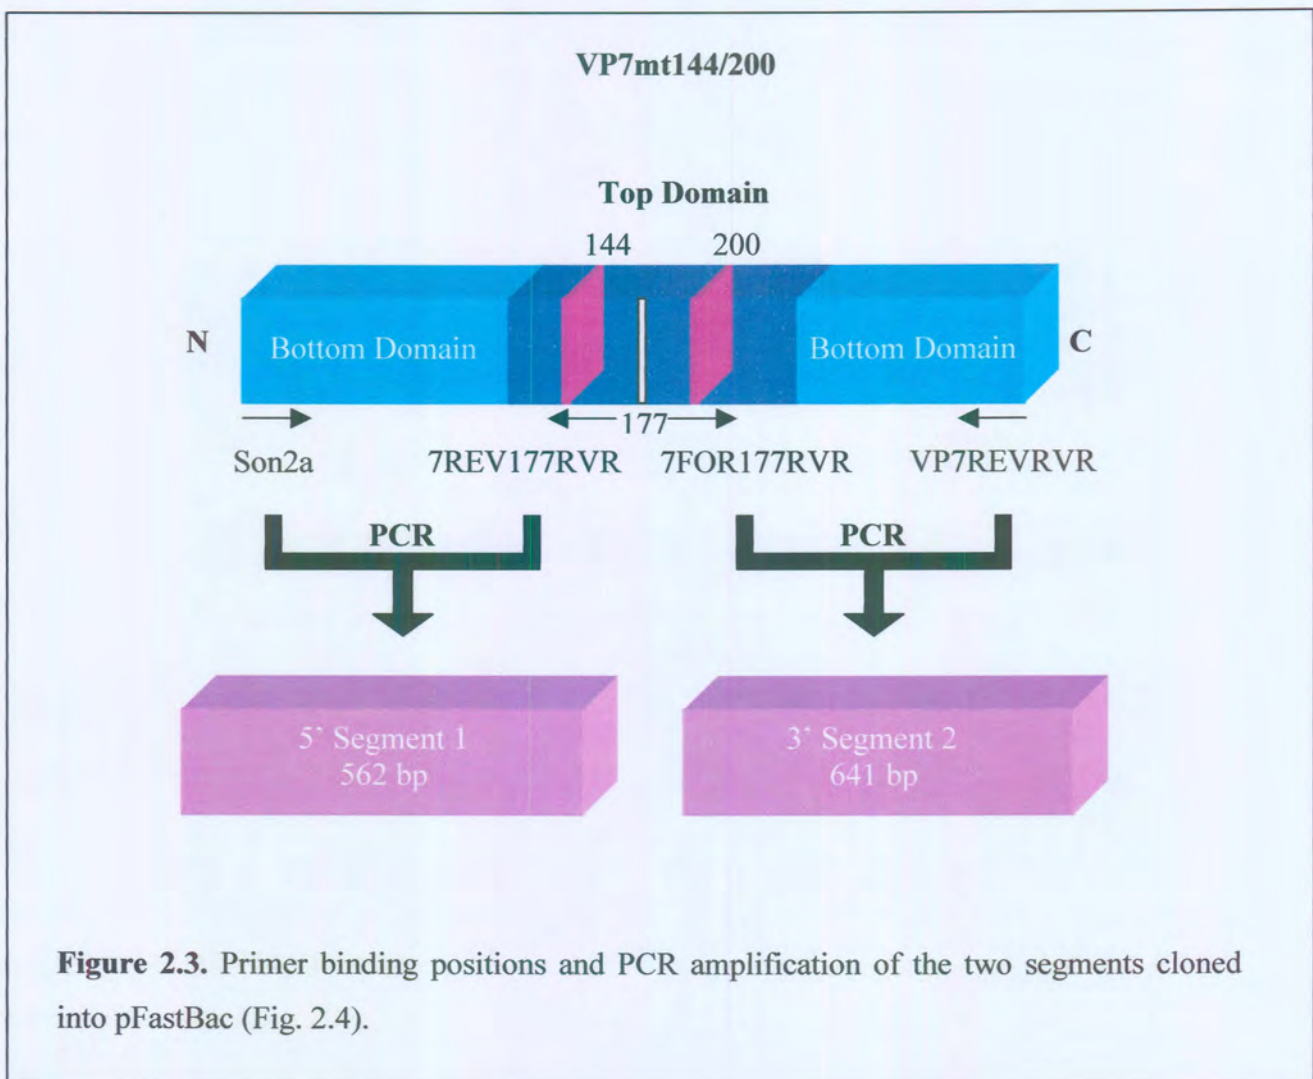 VP7mt144/200
Top Domain
144 200
N Bottom Domain Bottom Domain C
177
Son2a 7REV177RVR 7FOR177RVR VP7REVRVR
PCR PCR
5' Segment 1 3' Segment 2
562 bp 641 bp
Figure 2.3. Primer binding positions and PCR amplification of the two segments cloned
into pFastBac (Fig. 2.4).